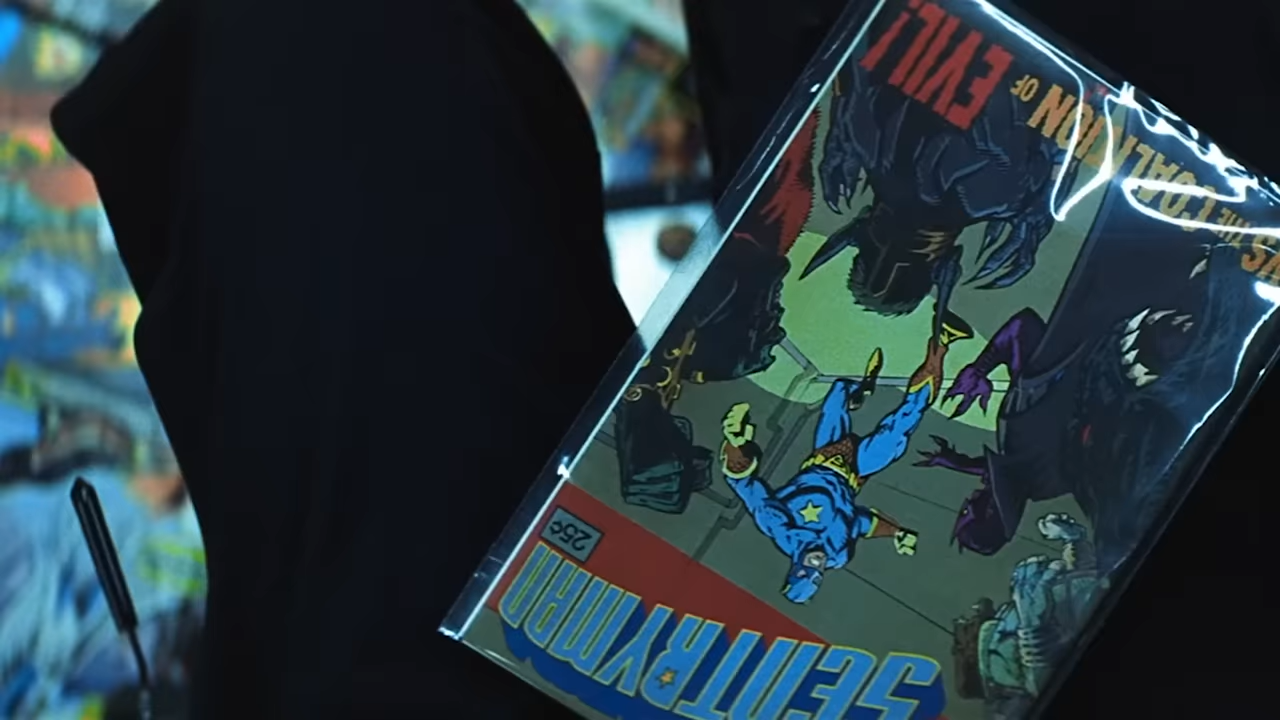 SENTRYMAN
25¢
VS THE COALITION OF
EVIL!